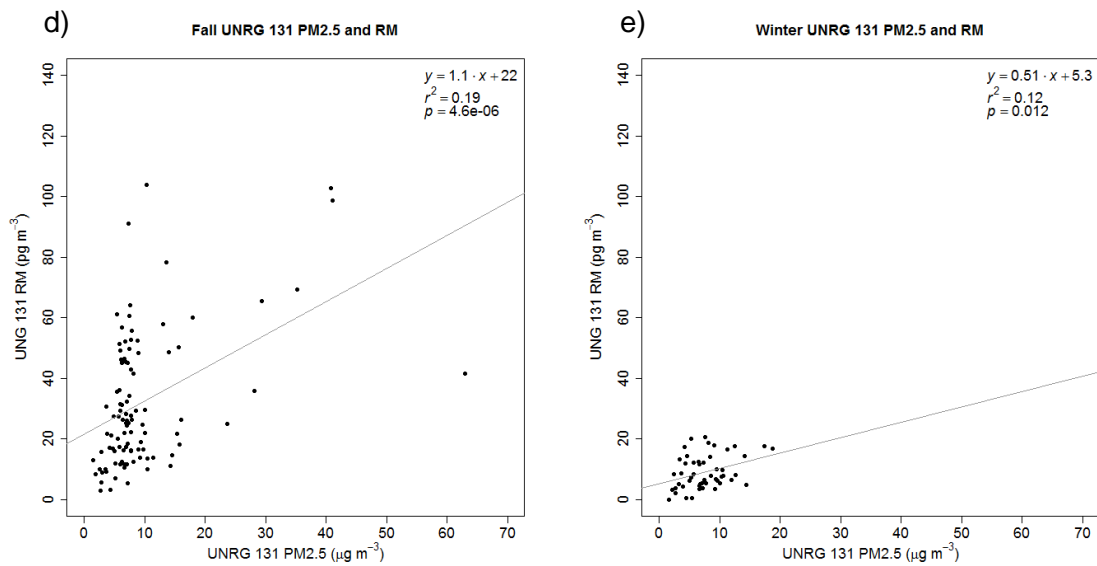 d)
Fall UNRG 131 PM2.5 and RM
y = 1.1 · x + 22
r² = 0.19
p = 4.6e-06
140
120
100
80
60
40
20
0
UNG 131 RM (pg m⁻³)
0 10 20 30 40 50 60 70
UNRG 131 PM2.5 (μg m⁻³)
e)
Winter UNRG 131 PM2.5 and RM
y = 0.51 · x + 5.3
r² = 0.12
p = 0.012
140
120
100
80
60
40
20
0
UNG 131 RM (pg m⁻³)
0 10 20 30 40 50 60 70
UNRG 131 PM2.5 (μg m⁻³)